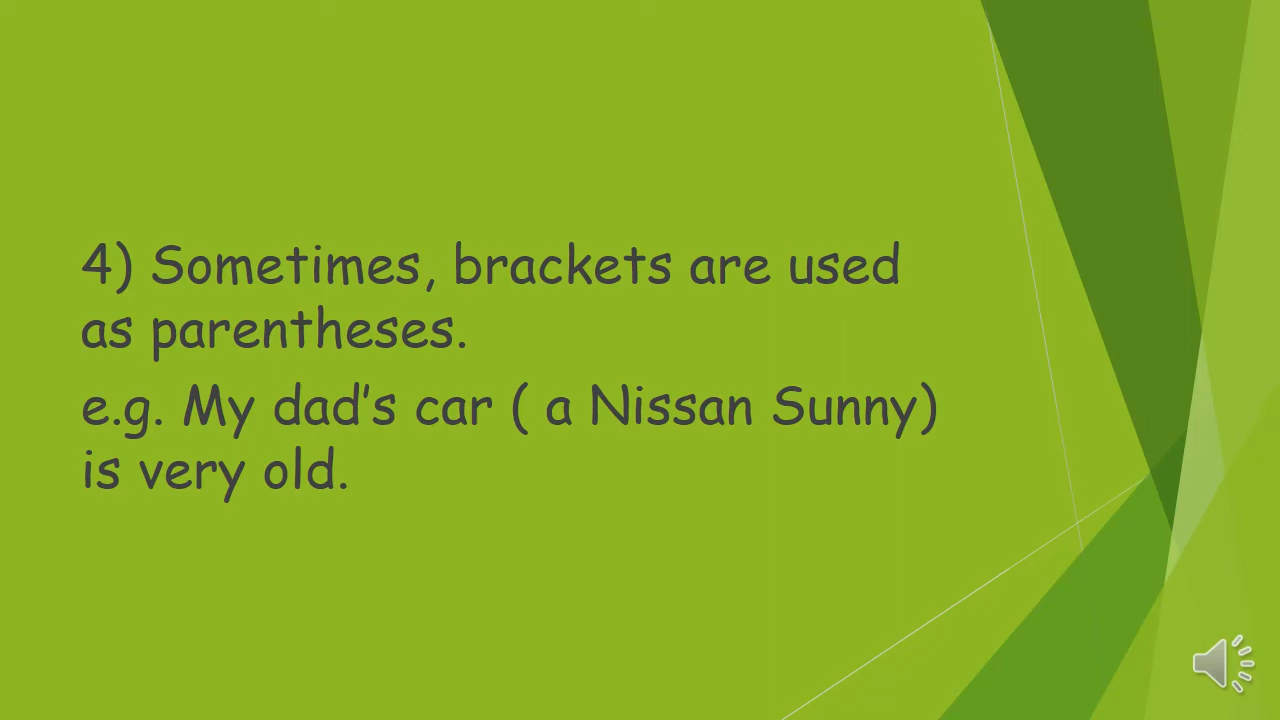 4) Sometimes, brackets are used
as parentheses.
e.g. My dad’s car ( a Nissan Sunny)
is very old.